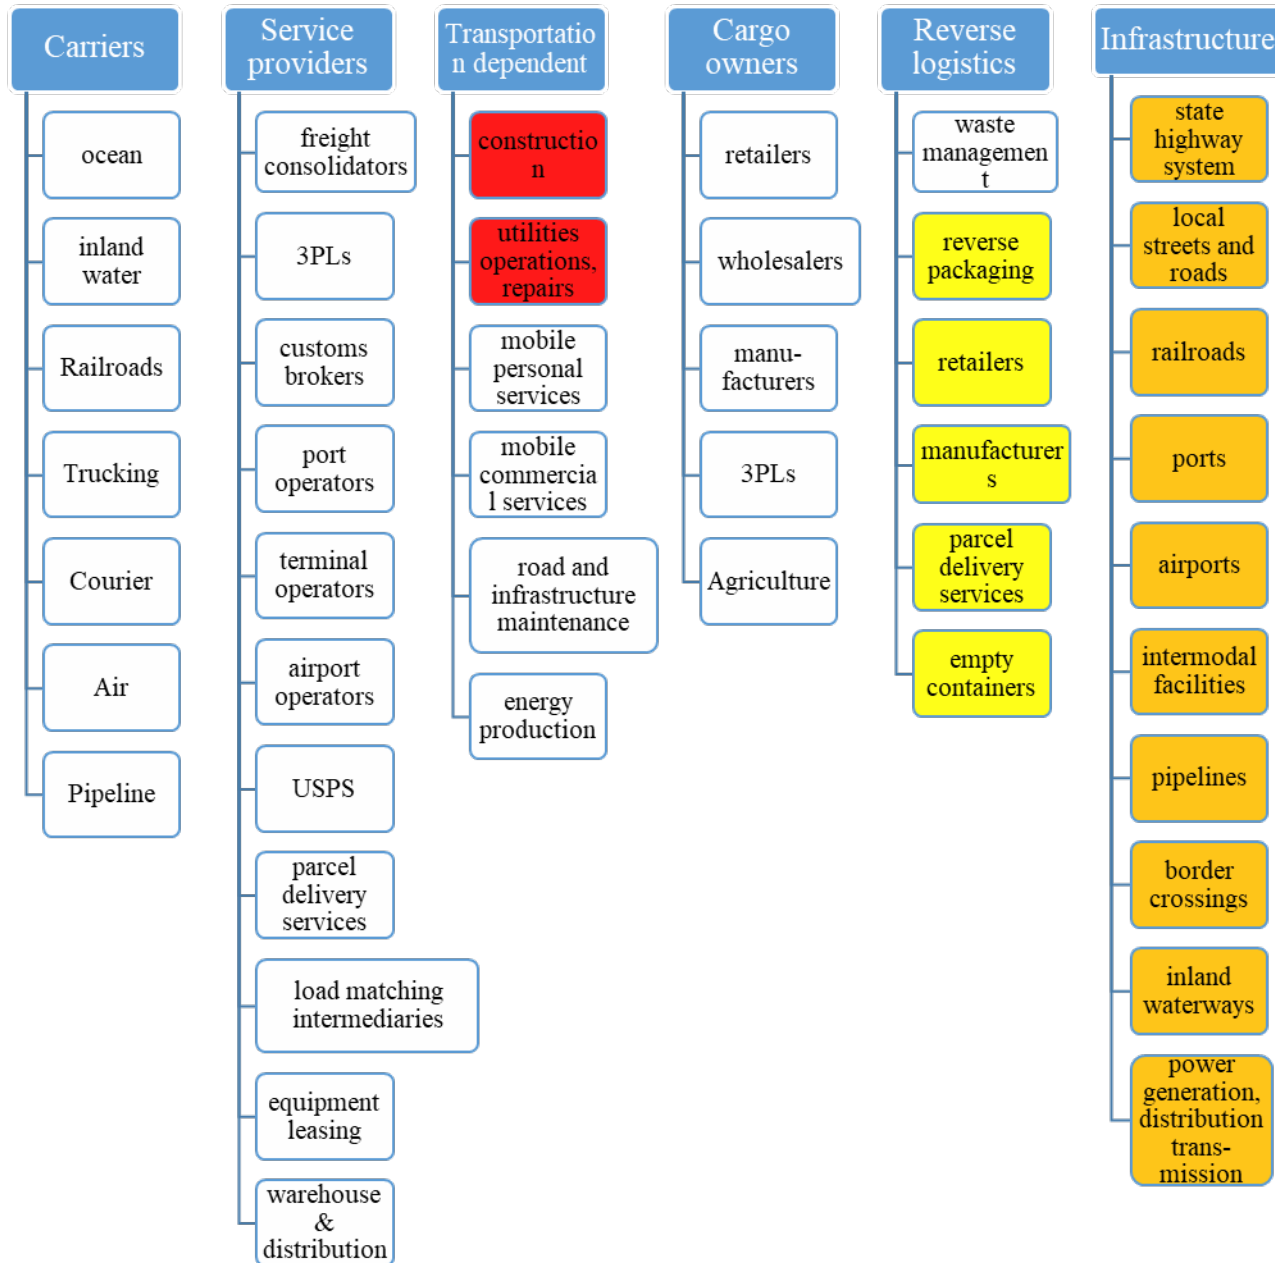 Carriers
ocean
inland
water
Railroads
Trucking
Courier
Air
Pipeline
Service
providers
freight
consolidators
3PLs
customs
brokers
port
operators
terminal
operators
airport
operators
USPS
parcel
delivery
services
load matching
intermediaries
equipment
leasing
warehouse
&
distribution
Transportatio
n dependent
constructio
n
utilities
operations,
repairs
mobile
personal
services
mobile
commercia
l services
road and
infrastructure
maintenance
energy
production
Cargo
owners
retailers
wholesalers
manu-
facturers
3PLs
Agriculture
Reverse
logistics
waste
managemen
t
reverse
packaging
retailers
manufacturer
s
parcel
delivery
services
empty
containers
Infrastructure
state
highway
system
local
streets and
roads
railroads
ports
airports
intermodal
facilities
pipelines
border
crossings
inland
waterways
power
generation,
distribution
trans-
mission